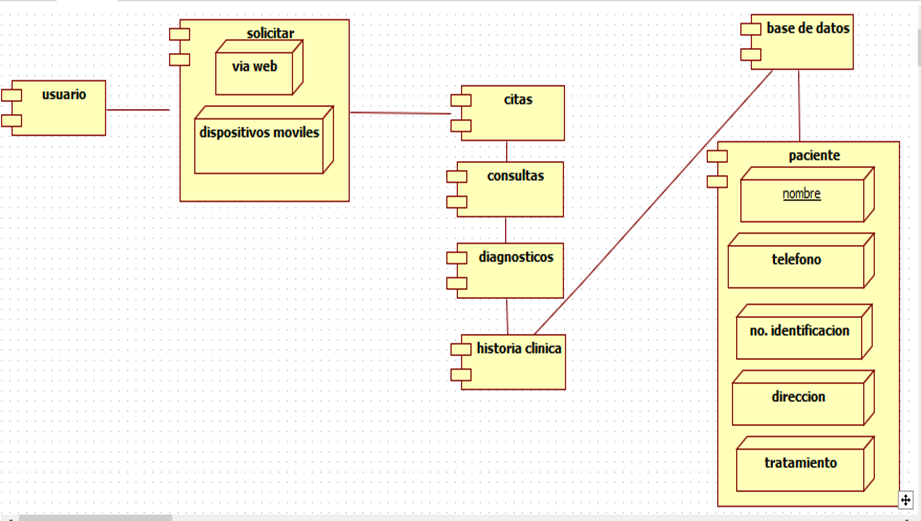 usuario
solicitar
via web
dispositivos moviles
citas
consultas
diagnosticos
historia clinica
base de datos
paciente
nombre
telefono
no. identificacion
direccion
tratamiento